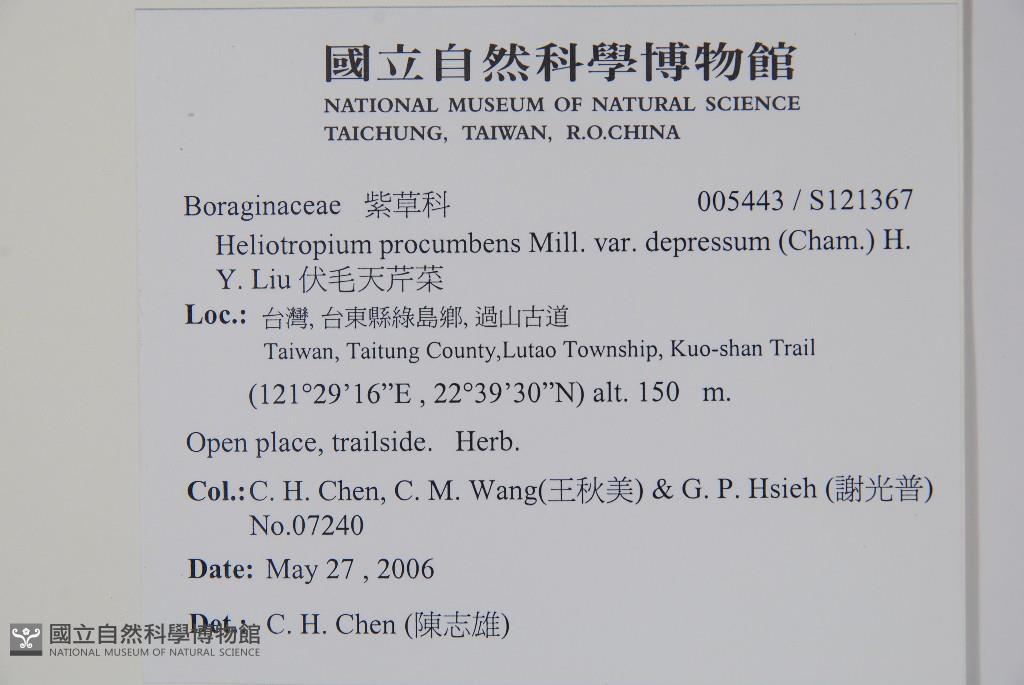 國立自然科學博物館
NATIONAL MUSEUM OF NATURAL SCIENCE
TAICHUNG, TAIWAN, R.O.CHINA
Boraginaceae 紫草科 005443 / S121367
Heliotropium procumbens Mill. var. depressum (Cham.) H.
Y. Liu 伏毛天芹菜
Loc.: 台灣, 台東縣綠島鄉, 過山古道
Taiwan, Taitung County,Lutao Township, Kuo-shan Trail
(121°29’16”E , 22°39’30”N) alt. 150 m.
Open place, trailside. Herb.
Col.: C. H. Chen, C. M. Wang(王秋美) & G. P. Hsieh (謝光普)
No.07240
Date: May 27 , 2006
Det.: C. H. Chen (陳志雄)
國立自然科學博物館
NATIONAL MUSEUM OF NATURAL SCIENCE